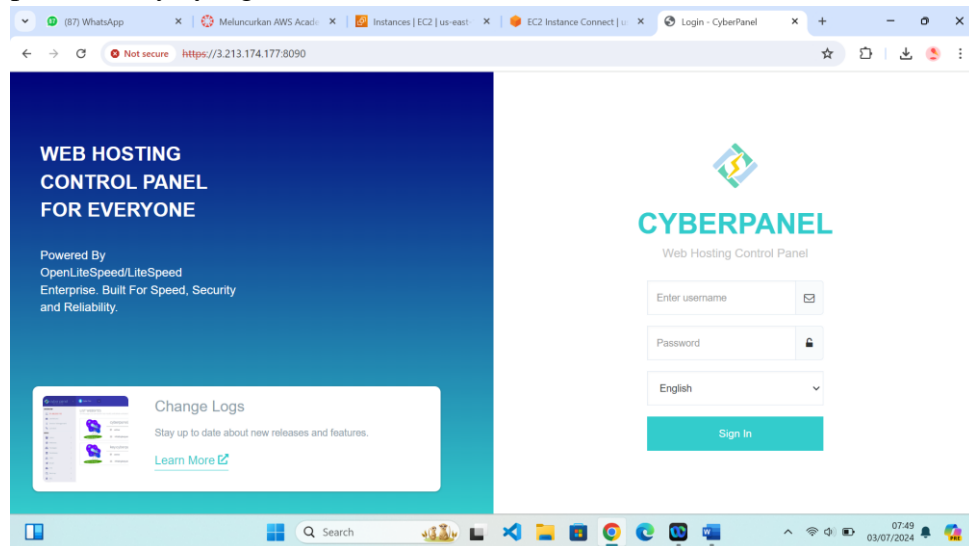 (87) WhatsApp
Meluncurkan AWS Acade
Instances | EC2 | us-east-
EC2 Instance Connect | u
Login - CyberPanel
Not secure
https://3.213.174.177:8090
WEB HOSTING
CONTROL PANEL
FOR EVERYONE
Powered By
OpenLiteSpeed/LiteSpeed
Enterprise. Built For Speed, Security
and Reliability.
Change Logs
Stay up to date about new releases and features.
Learn More
CYBERPANEL
Web Hosting Control Panel
Enter username
Password
English
Sign In
Search
07:49
03/07/2024